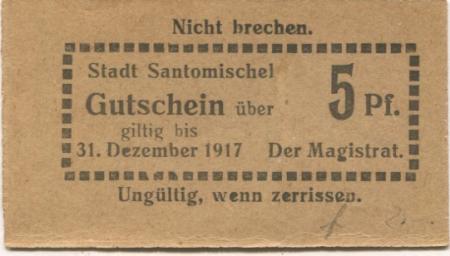 Nicht brechen.
Stadt Santomischel
Gutschein über 5 Pf.
giltig bis
31. Dezember 1917 Der Magistrat.
Ungültig, wenn zerrissen.